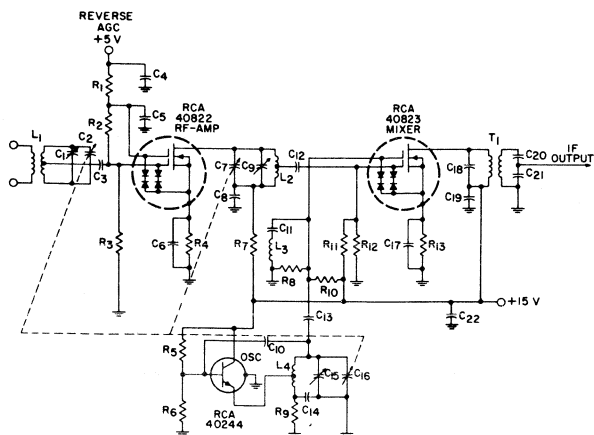 REVERSE
AGC
+5 V
R1
C4
R2
C5
RCA
40822
RF-AMP
RCA
40823
MIXER
L1
C1
C2
C3
C7
C9
L2
C12
C8
C18
T1
C20
C21
IF
OUTPUT
C19
R3
C6
R4
R7
C11
L3
R8
R11
R12
R10
C17
R13
+15 V
C22
C13
R5
C10
OSC
L4
C15
C16
R6
RCA
40244
R9
C14